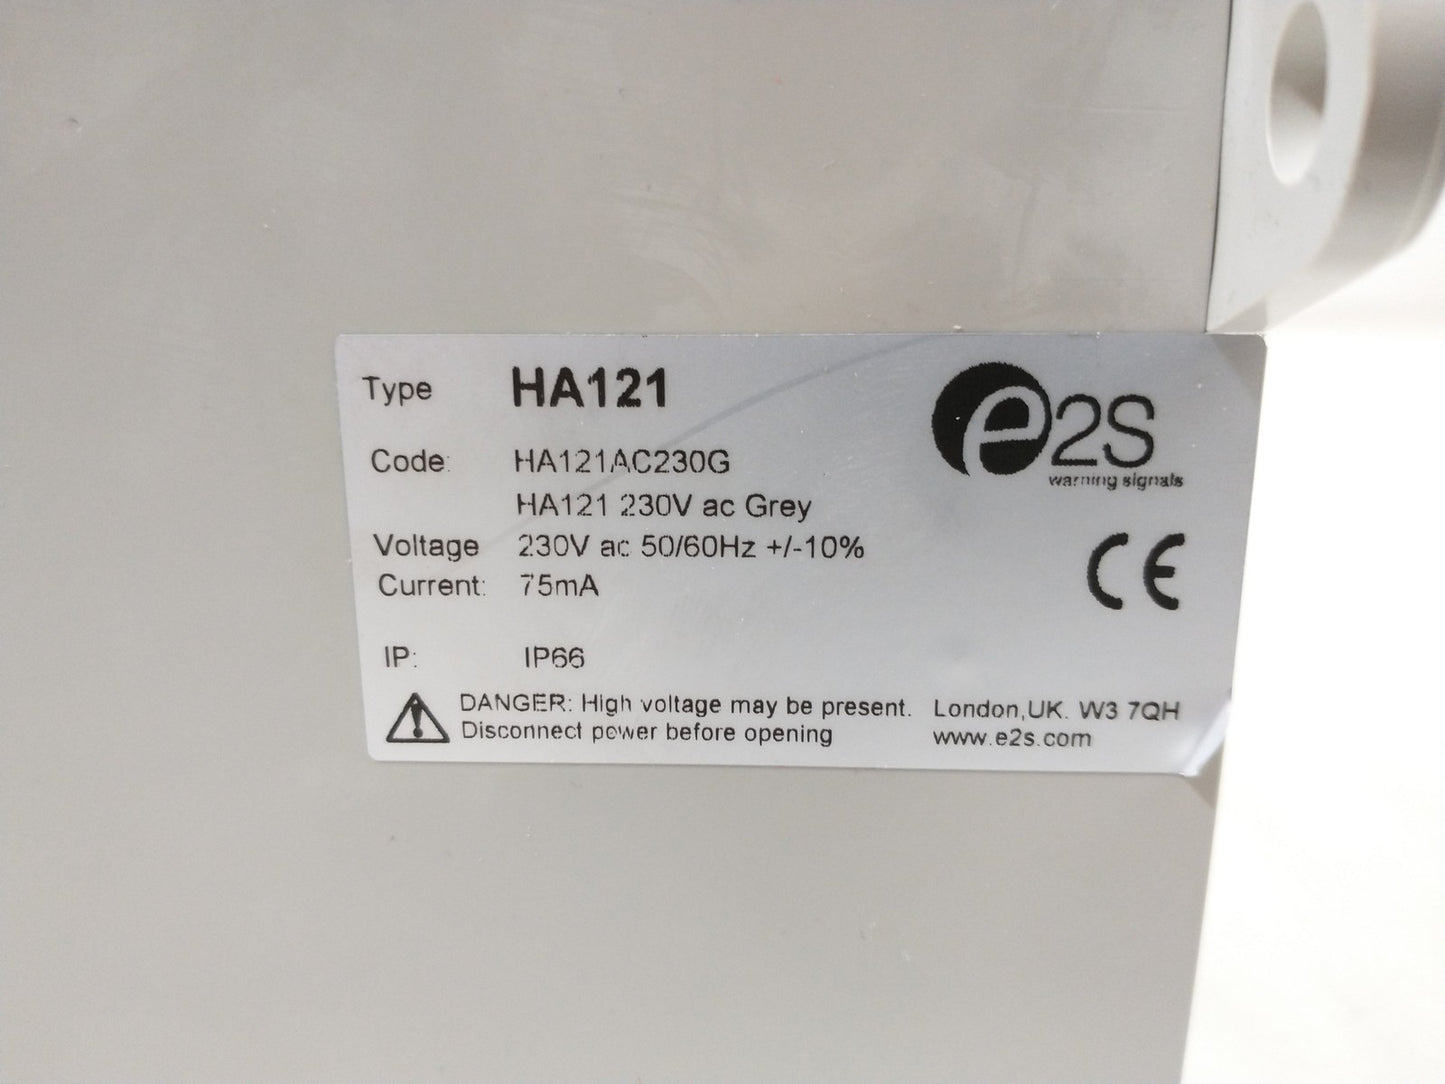 Type HA121
e2S
warning signals
Code: HA121AC230G
HA121 230V ac Grey
Voltage 230V ac 50/60Hz +/-10%
Current: 75mA
CE
IP: IP66
DANGER: High voltage may be present.
Disconnect power before opening
London,UK. W3 7QH
www.e2s.com